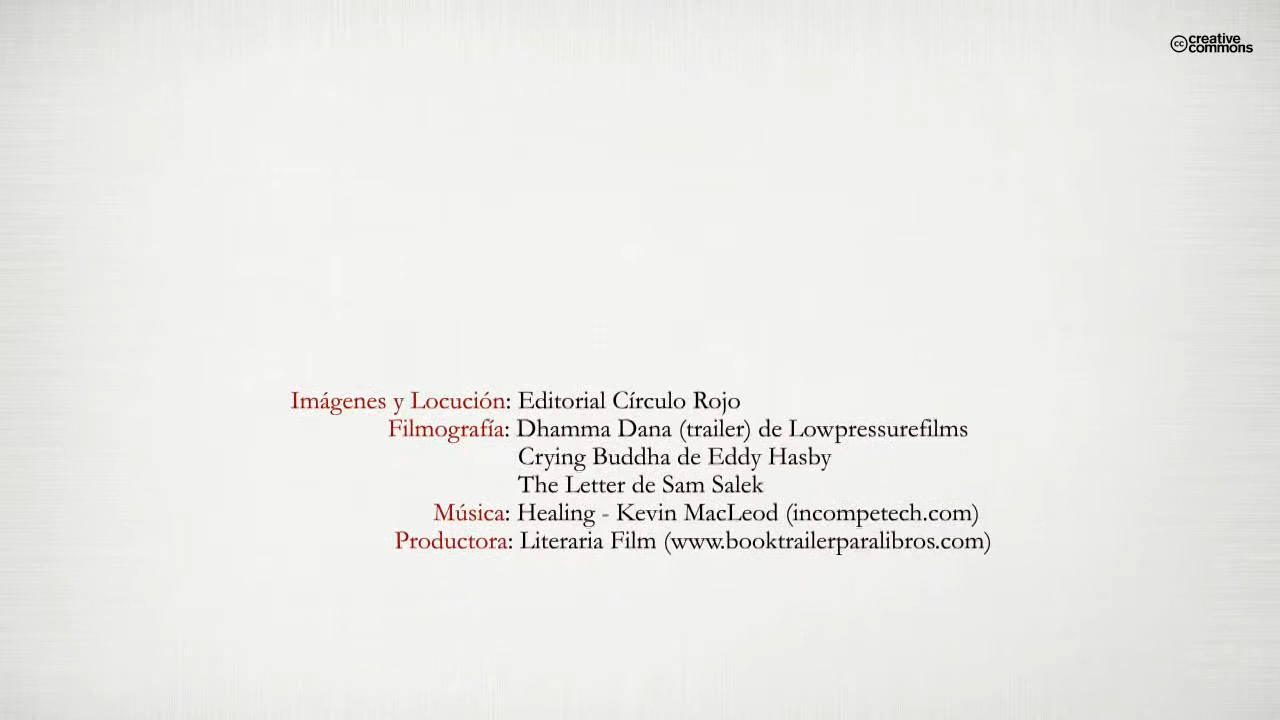 creative
commons
Imágenes y Locución: Editorial Círculo Rojo
Filmografía: Dhamma Dana (trailer) de Lowpressurefilms
Crying Buddha de Eddy Hasby
The Letter de Sam Salek
Música: Healing - Kevin MacLeod (incompetech.com)
Productora: Literaria Film (www.booktrailerparalibros.com)